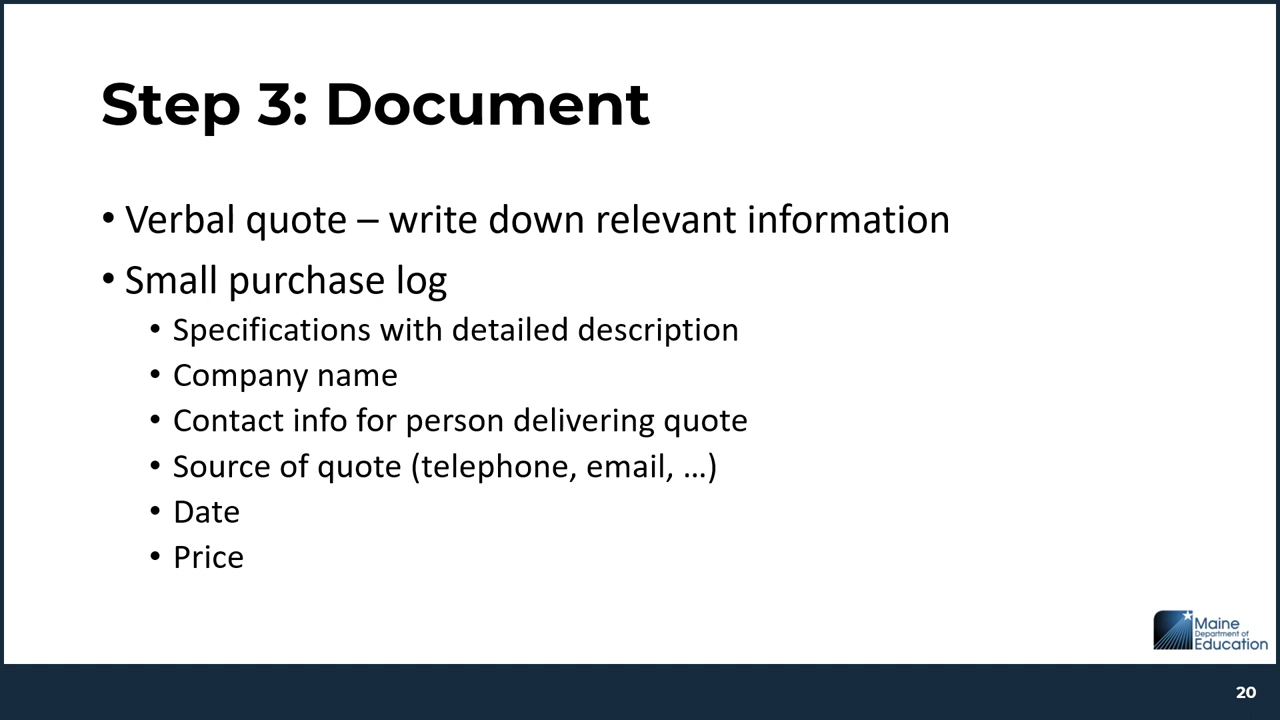 Step 3: Document
• Verbal quote – write down relevant information
• Small purchase log
• Specifications with detailed description
• Company name
• Contact info for person delivering quote
• Source of quote (telephone, email, …)
• Date
• Price
Maine
Department of
Education
20